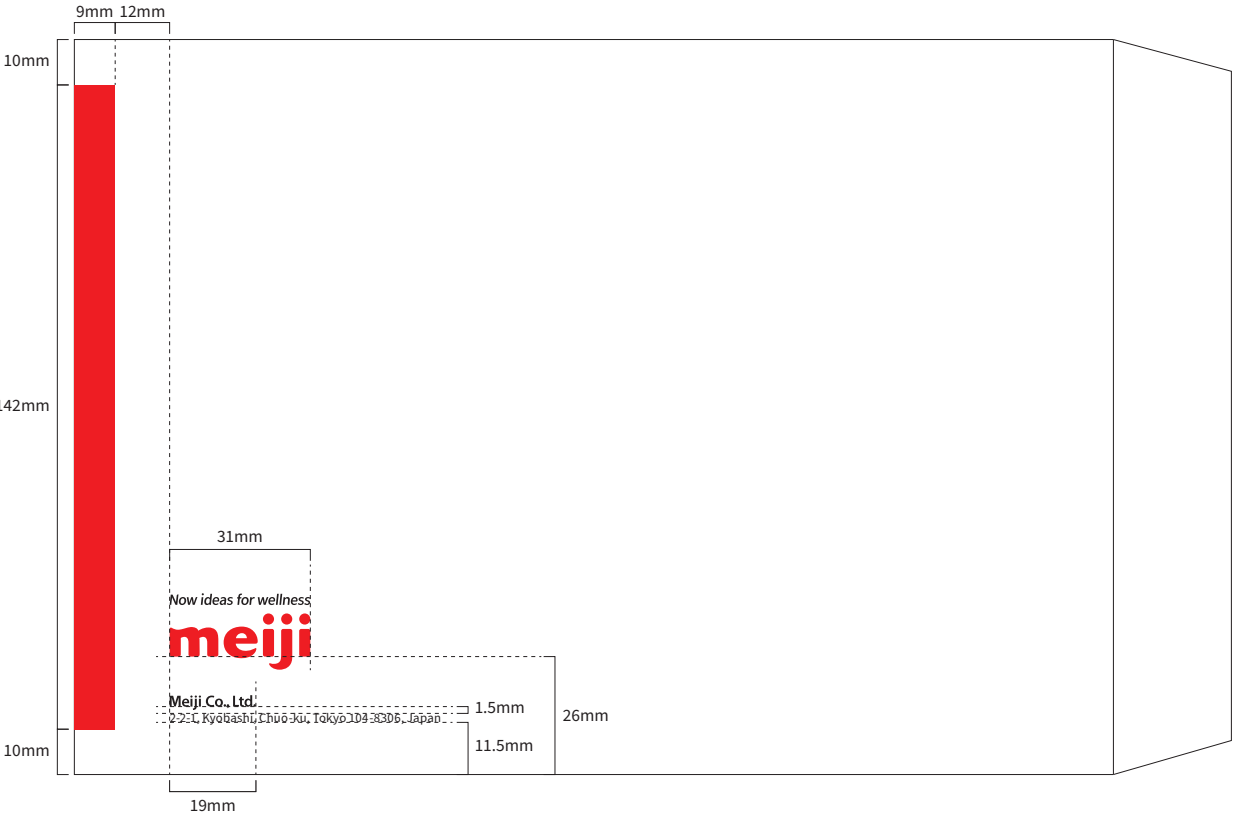 9mm 12mm
10mm
142mm
31mm
Now ideas for wellness
meiji
Meiji Co., Ltd.
1.5mm
26mm
2-2-1, Kyobashi, Chuo-ku, Tokyo 104-8306, Japan
11.5mm
10mm
19mm